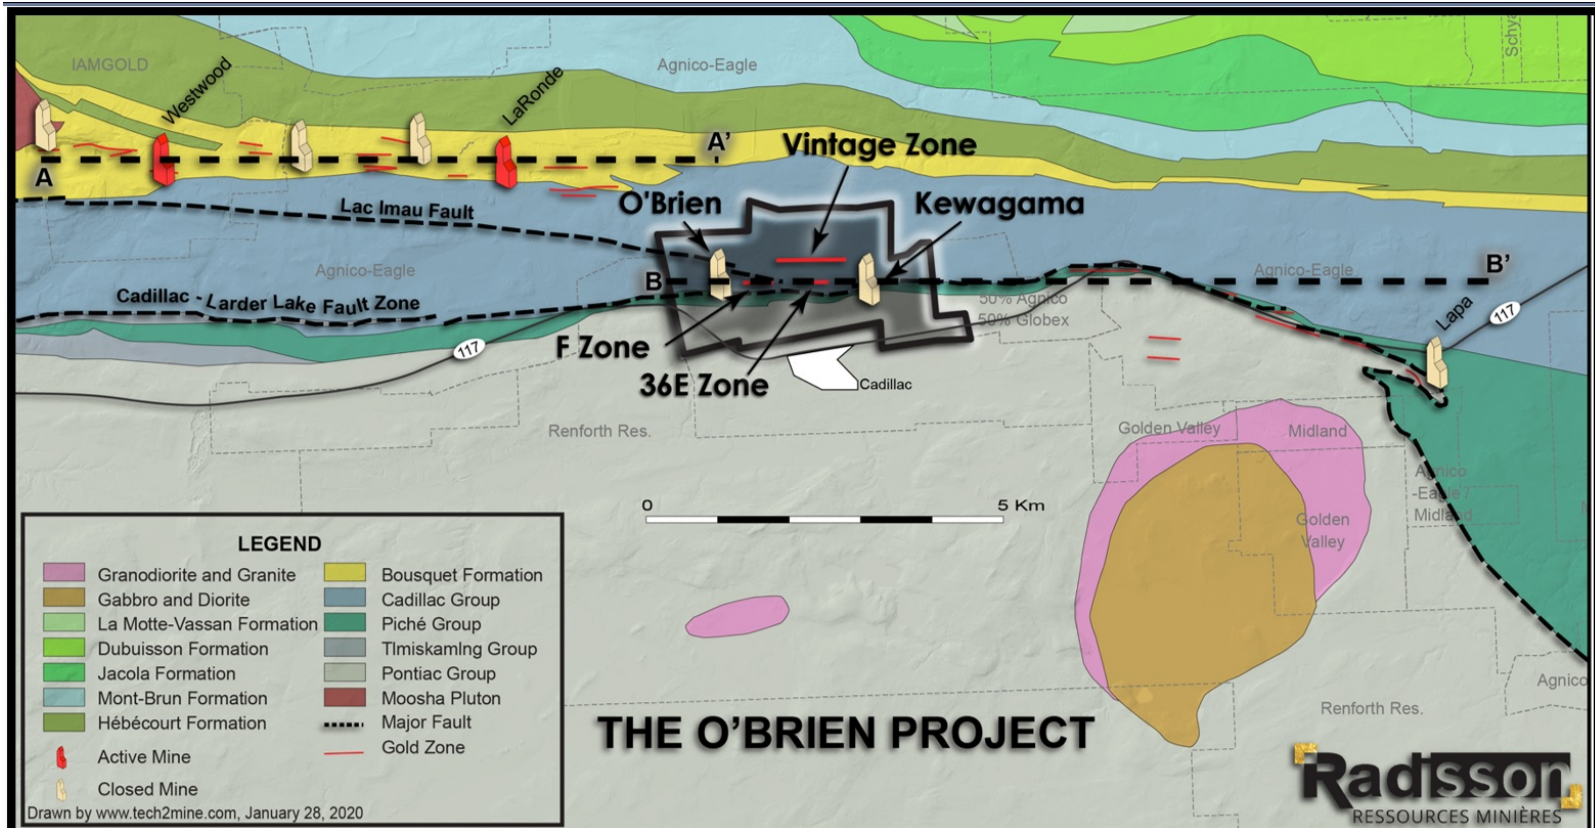 IAMGOLD
Westwood
Agnico-Eagle
LaRonde
A'
A
Vintage Zone
O'Brien
Kewagama
Lac Imau Fault
Agnico-Eagle
B
Agnico-Eagle
B'
Cadillac - Larder Lake Fault Zone
50% Agnico
50% Globex
117
Lapa
117
F Zone
36E Zone
Cadillac
Renforth Res.
Golden Valley
Midland
Agnico
-Eagle /
Midland
Golden
Valley
0 5 Km
LEGEND
Granodiorite and Granite
Gabbro and Diorite
La Motte-Vassan Formation
Dubuisson Formation
Jacola Formation
Mont-Brun Formation
Hébécourt Formation
Active Mine
Closed Mine
Bousquet Formation
Cadillac Group
Piché Group
TImiskamIng Group
Pontiac Group
Moosha Pluton
Major Fault
Gold Zone
Drawn by www.tech2mine.com, January 28, 2020
THE O'BRIEN PROJECT
Agnico
Renforth Res.
Radisson
RESSOURCES MINIÈRES